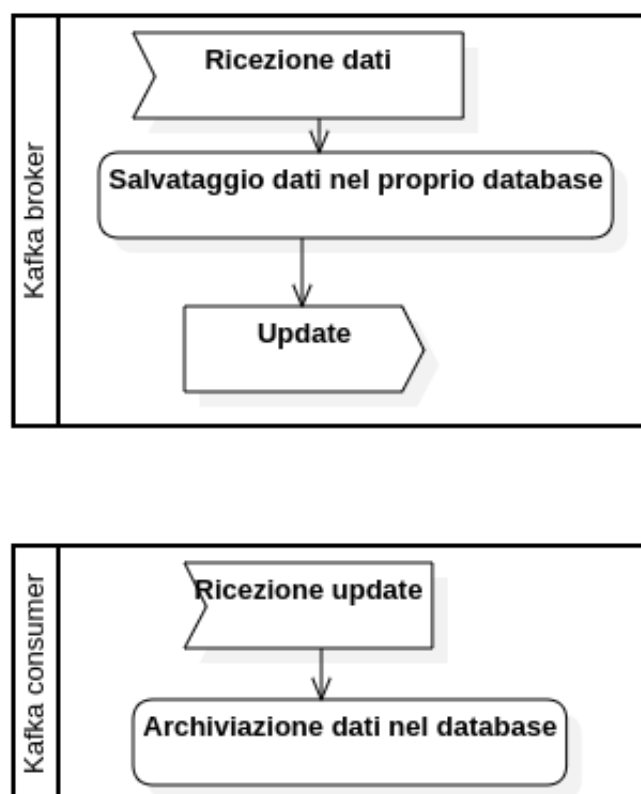 Kafka broker
Ricezione dati
Salvataggio dati nel proprio database
Update
Kafka consumer
Ricezione update
Archiviazione dati nel database